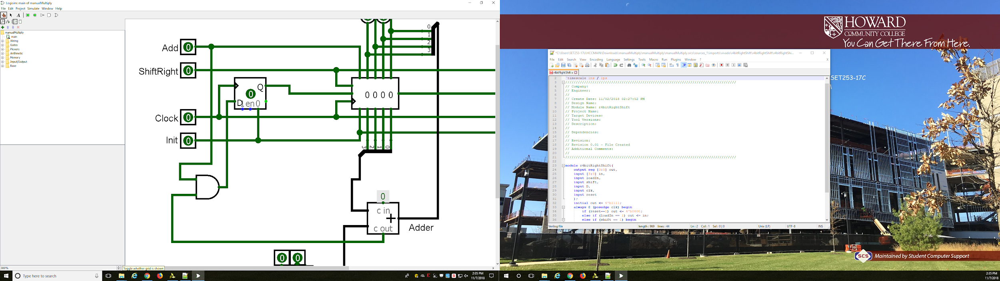 Logisim: main of manualMultiply
File Edit Project Simulate Window Help
A
manualMultiply
main
Wiring
Gates
Plexers
Arithmetic
Memory
Input/Output
Base
300%
Toggle whether grid is shown
0
1
2
3
Add 0
ShiftRight 0
Q
0
D 1 en 0
0 0 0 0
Clock 0
Init 0
3 2 1 0
0
c in
+
c out
Adder
0 0
Type here to search
2:35 PM
11/7/2018
HOWARD
COMMUNITY COLLEGE
You Can Get There From Here.
*C:\Users\SET253-17U.HCCMAIN\Downloads\manualMultiply\manualMultiply\manualMultiply.srcs\sources_1\imports\vivado\r4bitRightShift\r4bitRightShift\r4bitRightShi...
File Edit Search View Encoding Language Settings Tools Macro Run Plugins Window ? X
r4bitRightShift.v
SET253-17C
2 `timescale 1ns / 1ps
3 //////////////////////////////////////////////////////////////////////////////////
4 // Company:
5 // Engineer:
6 //
7 // Create Date: 11/02/2018 02:27:52 PM
8 // Design Name:
9 // Module Name: r4bitRightShift
10 // Project Name:
11 // Target Devices:
12 // Tool Versions:
13 // Description:
14 //
15 // Dependencies:
16 //
17 // Revision:
18 // Revision 0.01 - File Created
19 // Additional Comments:
20 //
21 //////////////////////////////////////////////////////////////////////////////////
22
23 module r4bitRightShift(
24 output reg [3:0] out,
25 input [3:0] in,
26 input loadIn,
27 input shift,
28 input D,
29 input clk,
30 input reset
31 );
32 initial out <= 4'b1111;
33 always @ (posedge clk) begin
34 if (reset==1) out <= 4'b0000;
35 else if (loadIn == 1) out <= in;
36 else if (shift == 1) begin
Verilog file length : 969 lines : 44 Ln : 2 Col : 1 Sel : 0 | 0 Unix (LF) UTF-8 INS
SCS Maintained by Student Computer Support
2:35 PM
11/7/2018